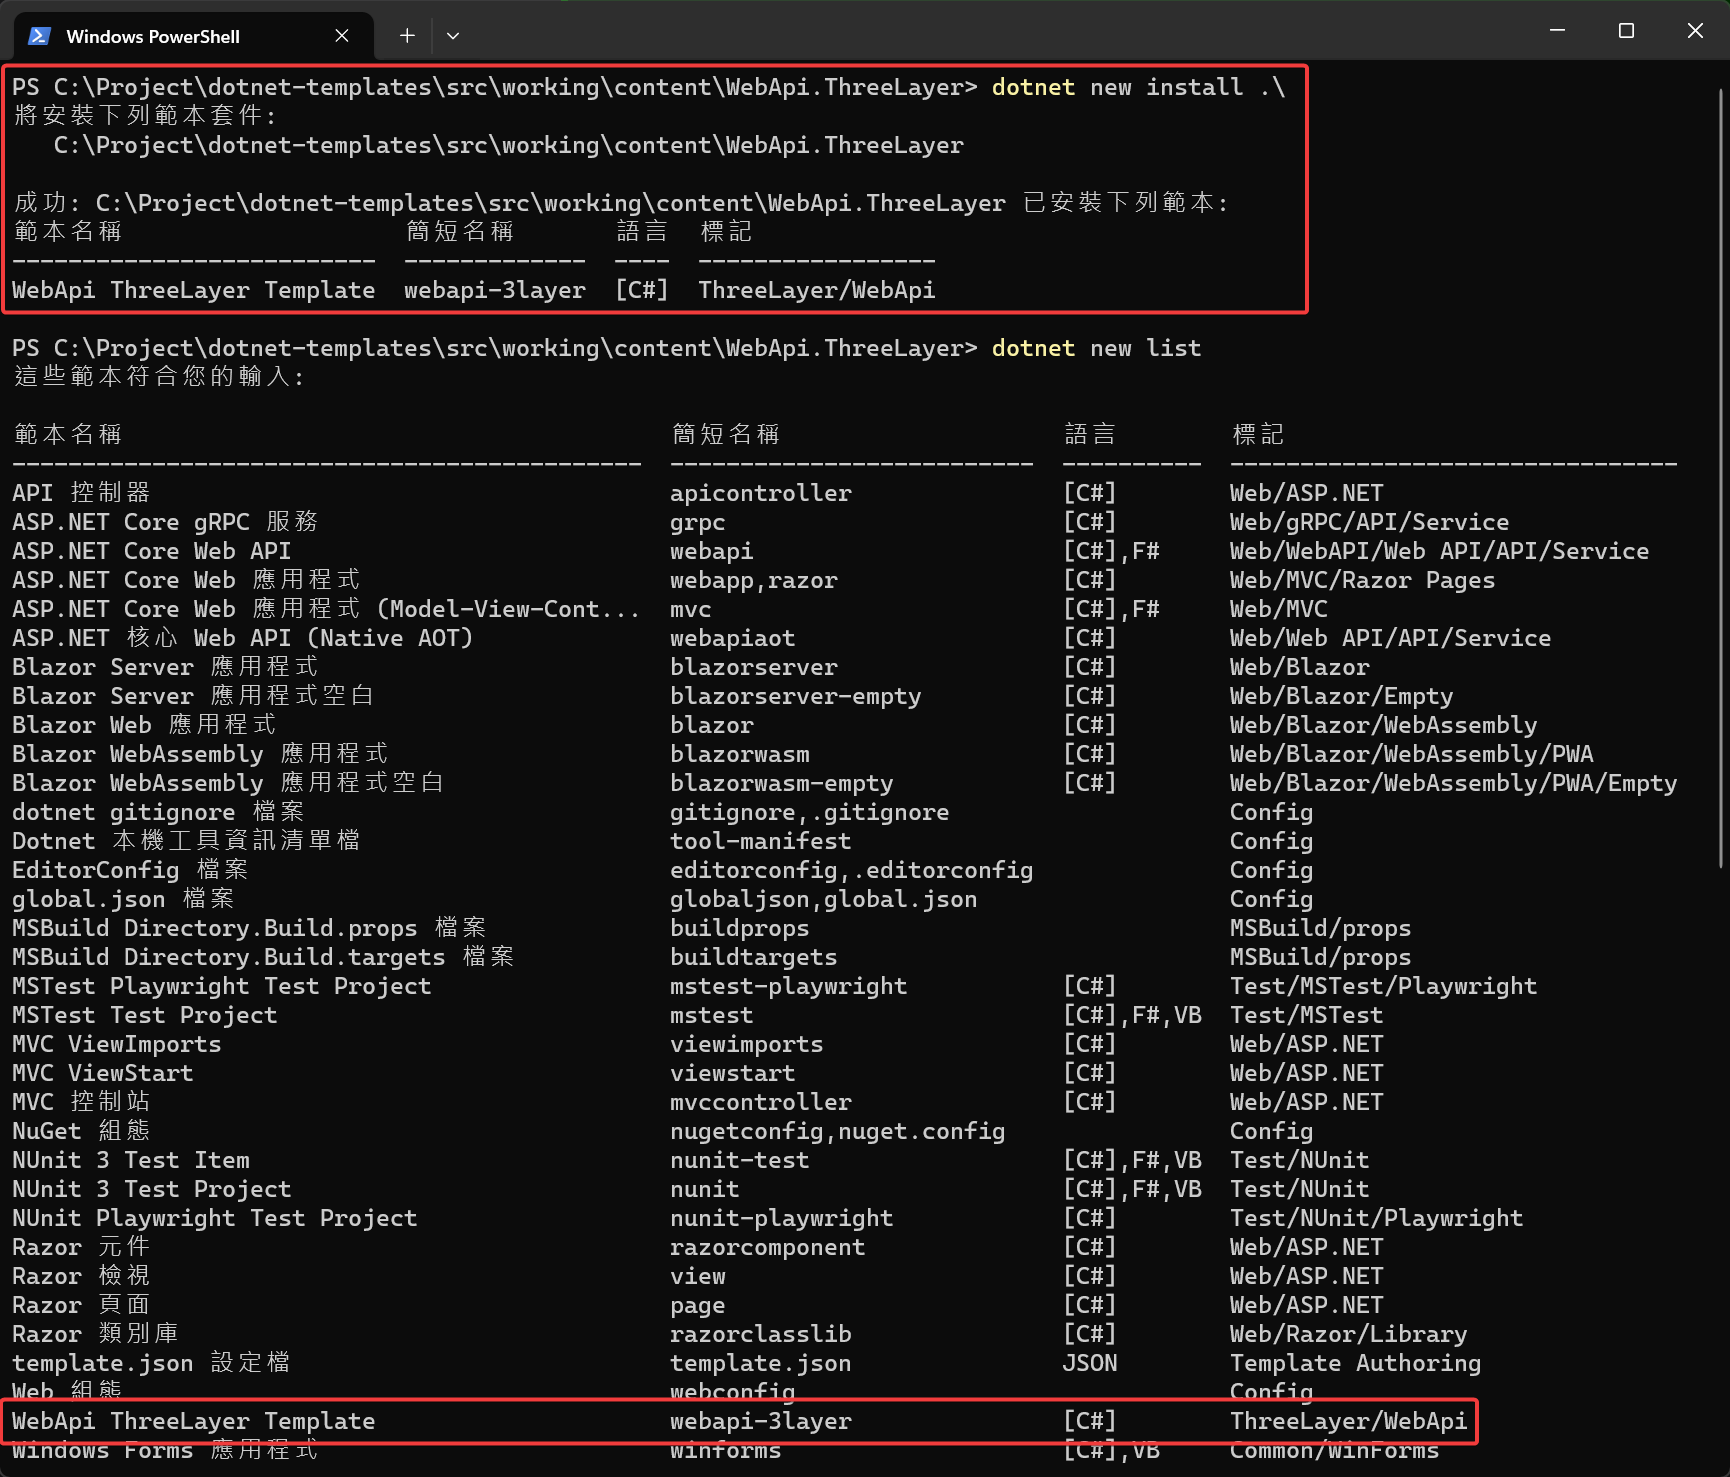 Windows PowerShell
PS C:\Project\dotnet-templates\src\working\content\WebApi.ThreeLayer> dotnet new install .\
將安裝下列範本套件:
C:\Project\dotnet-templates\src\working\content\WebApi.ThreeLayer
成功: C:\Project\dotnet-templates\src\working\content\WebApi.ThreeLayer 已安裝下列範本:
範本名稱 簡短名稱 語言 標記
-------------------------- ------------- ---- -----------------
WebApi ThreeLayer Template webapi-3layer [C#] ThreeLayer/WebApi
PS C:\Project\dotnet-templates\src\working\content\WebApi.ThreeLayer> dotnet new list
這些範本符合您的輸入:
範本名稱 簡短名稱 語言 標記
--------------------------------------------- -------------------------- ---------- --------------------------------
API 控制器 apicontroller [C#] Web/ASP.NET
ASP.NET Core gRPC 服務 grpc [C#] Web/gRPC/API/Service
ASP.NET Core Web API webapi [C#],F# Web/WebAPI/Web API/API/Service
ASP.NET Core Web 應用程式 webapp,razor [C#] Web/MVC/Razor Pages
ASP.NET Core Web 應用程式 (Model-View-Cont... mvc [C#],F# Web/MVC
ASP.NET 核心 Web API (Native AOT) webapiaot [C#] Web/Web API/API/Service
Blazor Server 應用程式 blazorserver [C#] Web/Blazor
Blazor Server 應用程式空白 blazorserver-empty [C#] Web/Blazor/Empty
Blazor Web 應用程式 blazor [C#] Web/Blazor/WebAssembly
Blazor WebAssembly 應用程式 blazorwasm [C#] Web/Blazor/WebAssembly/PWA
Blazor WebAssembly 應用程式空白 blazorwasm-empty [C#] Web/Blazor/WebAssembly/PWA/Empty
dotnet gitignore 檔案 gitignore,.gitignore Config
Dotnet 本機工具資訊清單檔 tool-manifest Config
EditorConfig 檔案 editorconfig,.editorconfig Config
global.json 檔案 globaljson,global.json Config
MSBuild Directory.Build.props 檔案 buildprops MSBuild/props
MSBuild Directory.Build.targets 檔案 buildtargets MSBuild/props
MSTest Playwright Test Project mstest-playwright [C#] Test/MSTest/Playwright
MSTest Test Project mstest [C#],F#,VB Test/MSTest
MVC ViewImports viewimports [C#] Web/ASP.NET
MVC ViewStart viewstart [C#] Web/ASP.NET
MVC 控制站 mvccontroller [C#] Web/ASP.NET
NuGet 組態 nugetconfig,nuget.config Config
NUnit 3 Test Item nunit-test [C#],F#,VB Test/NUnit
NUnit 3 Test Project nunit [C#],F#,VB Test/NUnit
NUnit Playwright Test Project nunit-playwright [C#] Test/NUnit/Playwright
Razor 元件 razorcomponent [C#] Web/ASP.NET
Razor 檢視 view [C#] Web/ASP.NET
Razor 頁面 page [C#] Web/ASP.NET
Razor 類別庫 razorclasslib [C#] Web/Razor/Library
template.json 設定檔 template.json JSON Template Authoring
Web 組態 webconfig Config
WebApi ThreeLayer Template webapi-3layer [C#] ThreeLayer/WebApi
Windows Forms 應用程式 winforms [C#],VB Common/WinForms